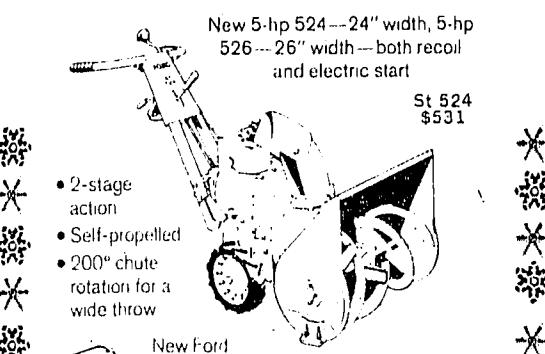 New 5-hp 524—24" width, 5-hp
526—26" width—both recoil
and electric start
St 524
$531
• 2-stage
action
• Self-propelled
• 200° chute
rotation for a
wide throw
New Ford